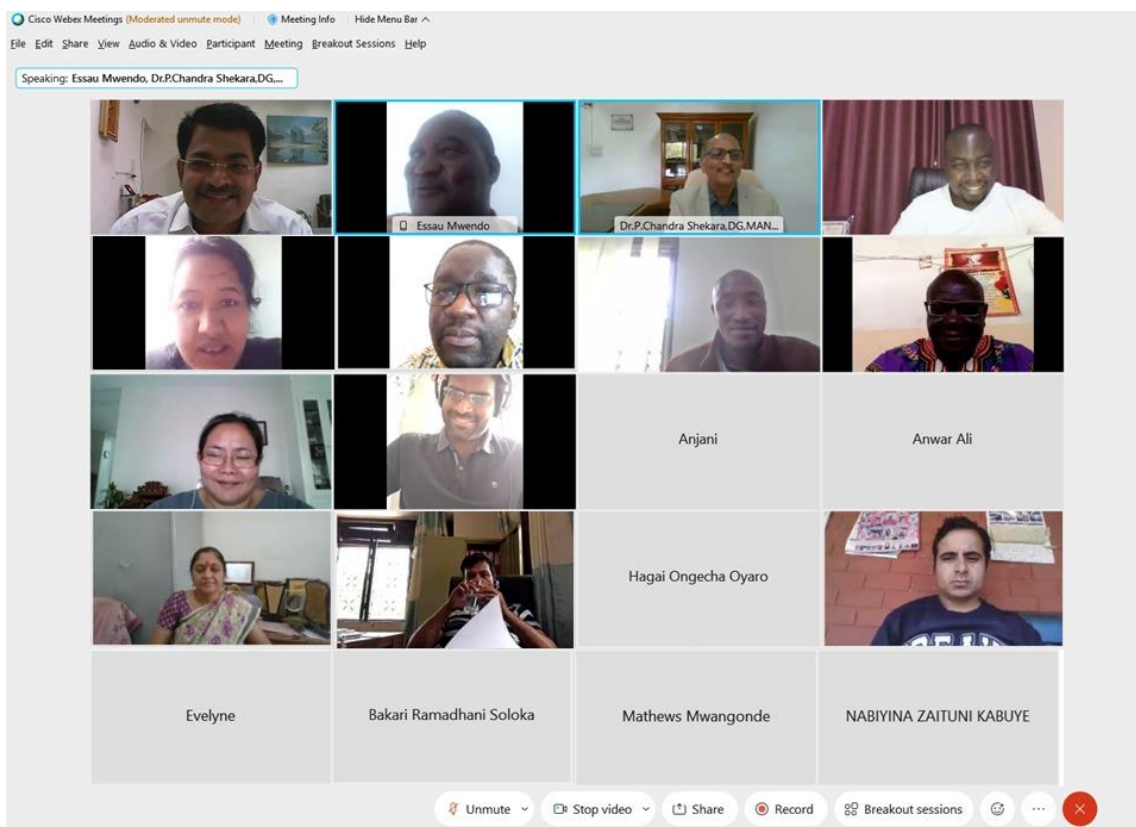 Cisco Webex Meetings (Moderated unmute mode) Meeting Info Hide Menu Bar
File Edit Share View Audio & Video Participant Meeting Breakout Sessions Help
Speaking: Essau Mwendo, Dr.P.Chandra Shekara,DG,...
Essau Mwendo
Dr.P.Chandra Shekara,DG,MAN...
Anjani
Anwar Ali
Hagai Ongecha Oyaro
Evelyne
Bakari Ramadhani Soloka
Mathews Mwangonde
NABIYINA ZAITUNI KABUYE
Unmute Stop video Share Record Breakout sessions